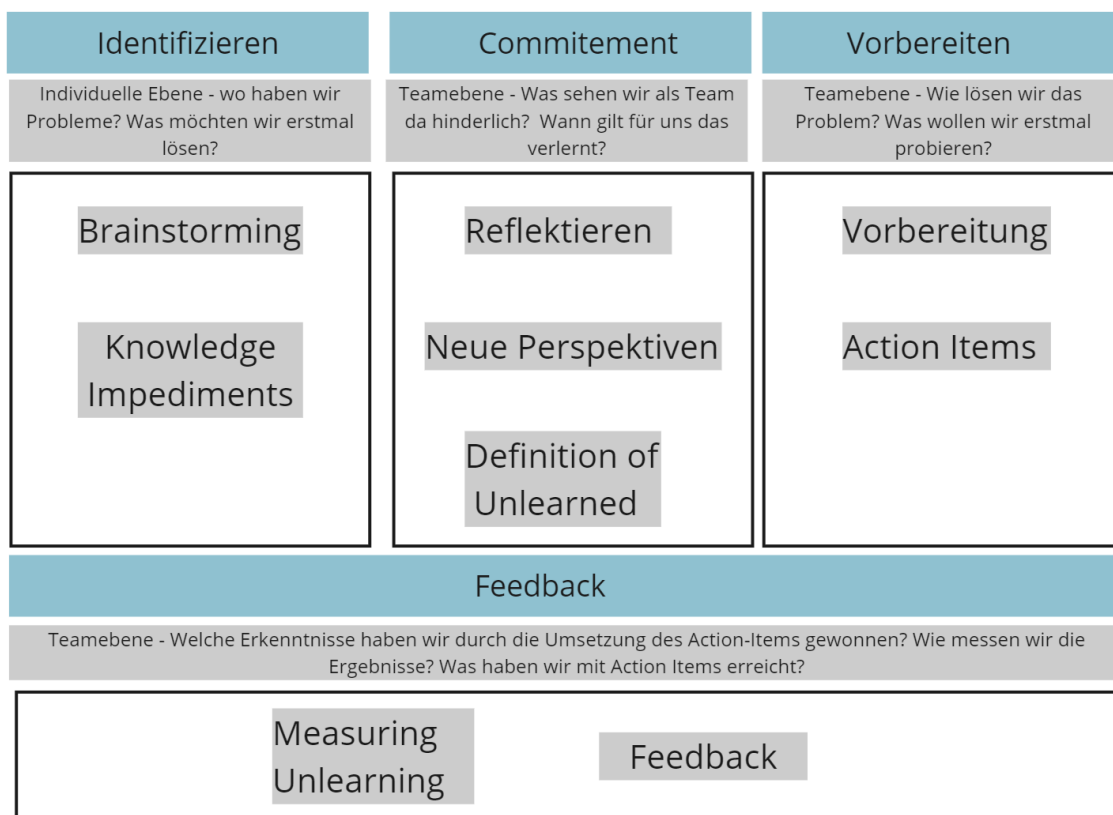 Identifizieren
Individuelle Ebene - wo haben wir
Probleme? Was möchten wir erstmal
lösen?
Brainstorming
Knowledge
Impediments
Commitement
Teamebene - Was sehen wir als Team
da hinderlich? Wann gilt für uns das
verlernt?
Reflektieren
Neue Perspektiven
Definition of
Unlearned
Vorbereiten
Teamebene - Wie lösen wir das
Problem? Was wollen wir erstmal
probieren?
Vorbereitung
Action Items
Feedback
Teamebene - Welche Erkenntnisse haben wir durch die Umsetzung des Action-Items gewonnen? Wie messen wir die
Ergebnisse? Was haben wir mit Action Items erreicht?
Measuring
Unlearning
Feedback